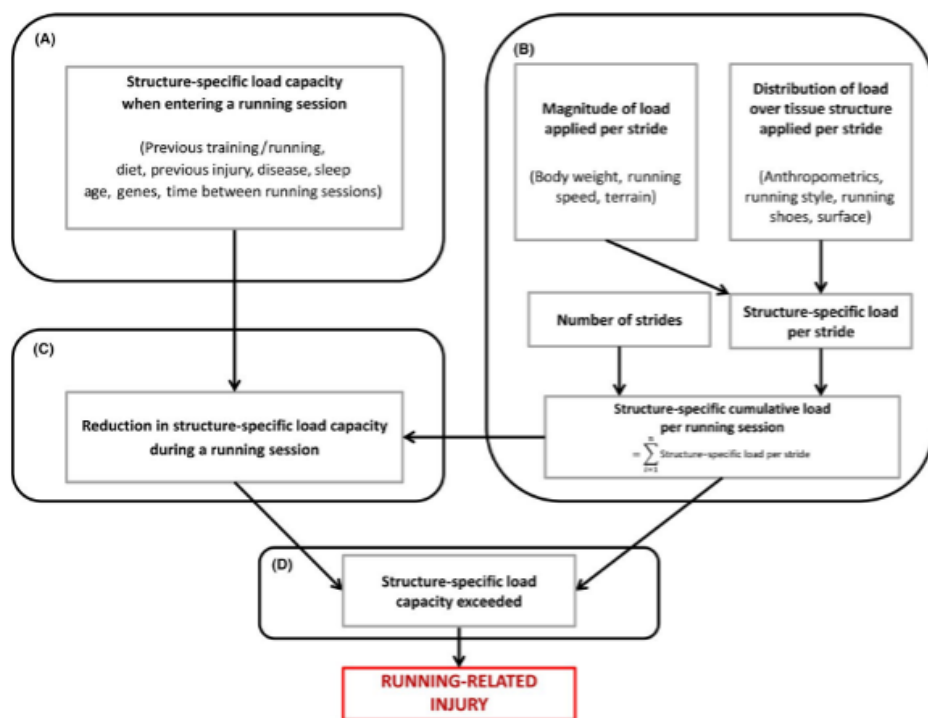 (A)
Structure-specific load capacity
when entering a running session
(Previous training/running,
diet, previous injury, disease, sleep
age, genes, time between running sessions)
(B)
Magnitude of load
applied per stride
(Body weight, running
speed, terrain)
Distribution of load
over tissue structure
applied per stride
(Anthropometrics,
running style, running
shoes, surface)
Number of strides
Structure-specific load
per stride
(C)
Reduction in structure-specific load capacity
during a running session
Structure-specific cumulative load
per running session
= ∑ⁿᵢ₌₁ Structure-specific load per stride
(D)
Structure-specific load
capacity exceeded
RUNNING-RELATED
INJURY